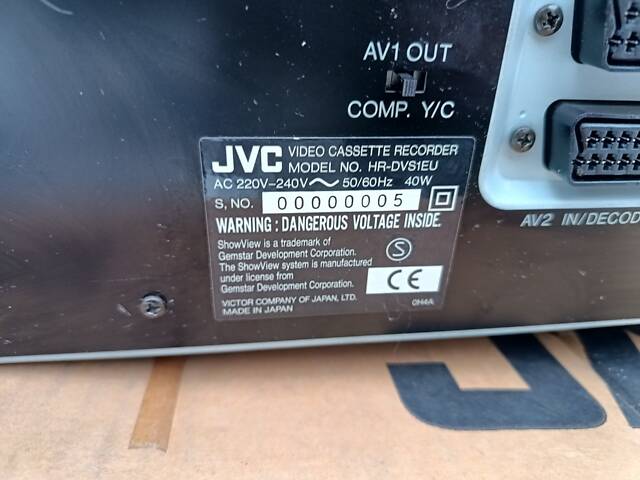 AV1 OUT
COMP. Y/C
JVC VIDEO CASSETTE RECORDER
MODEL NO. HR-DVS1EU
AC 220V-240V 50/60Hz 40W
S, NO. 00000005
WARNING : DANGEROUS VOLTAGE INSIDE.
ShowView is a trademark of
Gemstar Development Corporation.
The ShowView system is manufactured
under license from
Gemstar Development Corporation.
S
CE
VICTOR COMPANY OF JAPAN, LTD.
MADE IN JAPAN
0H4A
AV2 IN/DECOD